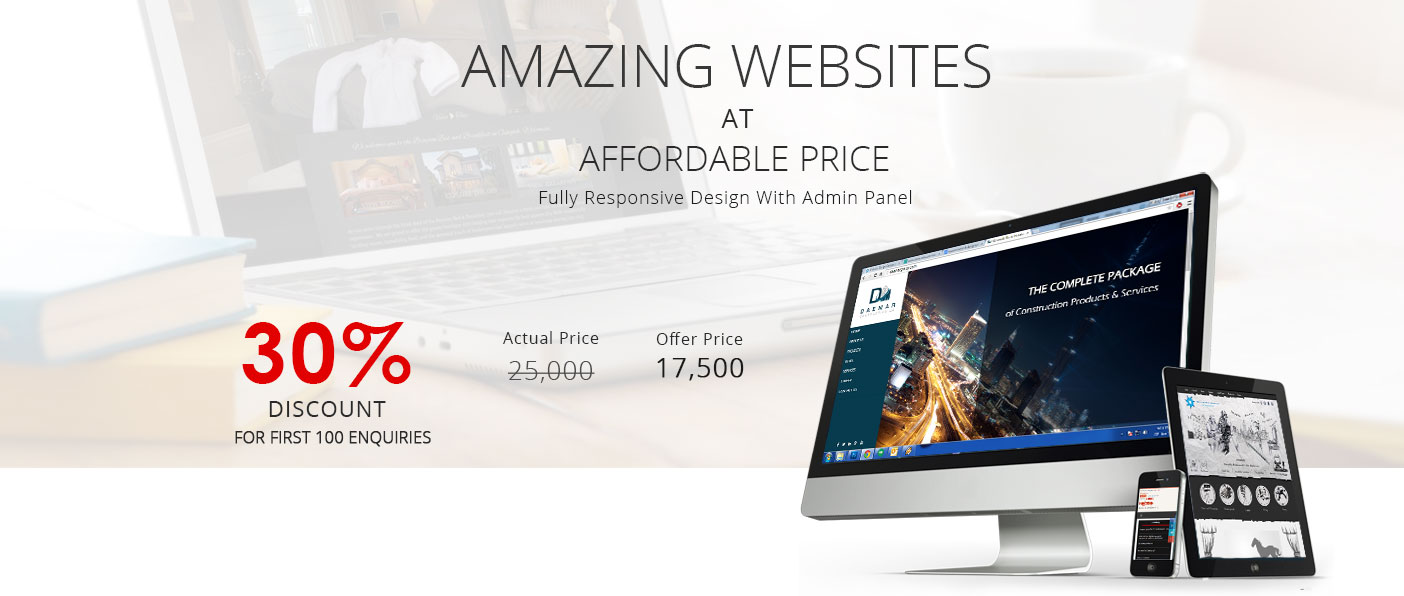 AMAZING WEBSITES
AT
AFFORDABLE PRICE
Fully Responsive Design With Admin Panel
30%
DISCOUNT
FOR FIRST 100 ENQUIRIES
Actual Price
25,000
Offer Price
17,500
THE COMPLETE PACKAGE
of Construction Products & Services
DAEMAR